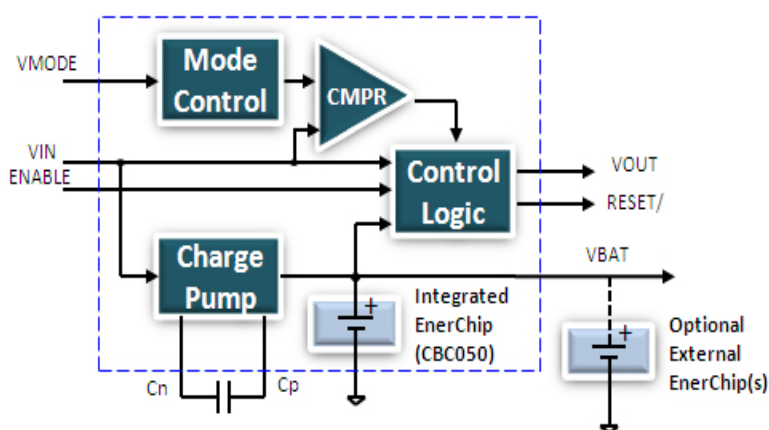 VMODE
Mode
Control
CMPR
VIN
ENABLE
Control
Logic
VOUT
RESET/
Charge
Pump
VBAT
Integrated
EnerChip
(CBC050)
+
+
Optional
External
EnerChip(s)
Cn
Cp